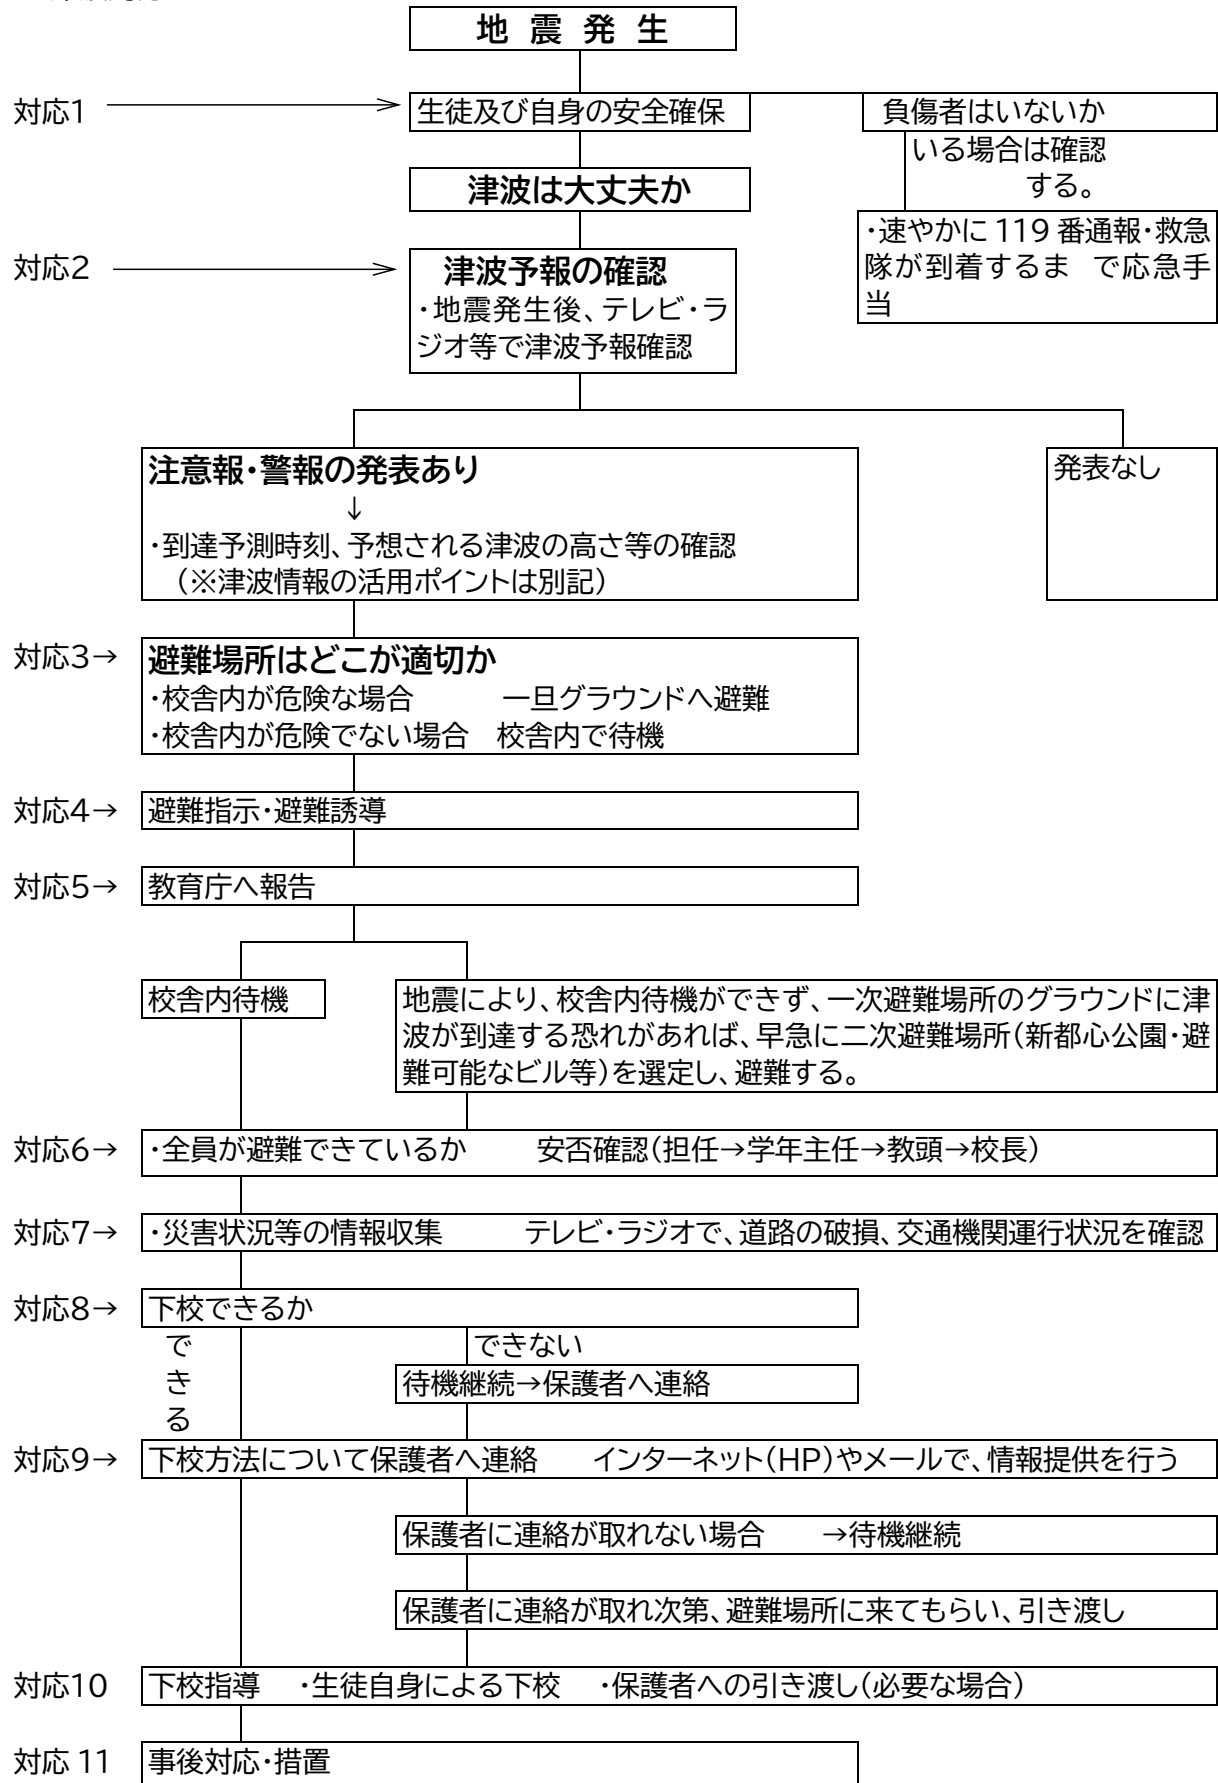 地 震 発 生
対応1
生徒及び自身の安全確保
負傷者はいないか
いる場合は確認
する。
津波は大丈夫か
・速やかに 119 番通報・救急
隊が到着するま で応急手
当
対応2
津波予報の確認
・地震発生後、テレビ・ラ
ジオ等で津波予報確認
注意報・警報の発表あり
↓
・到達予測時刻、予想される津波の高さ等の確認
(※津波情報の活用ポイントは別記)
発表なし
対応3→
避難場所はどこが適切か
・校舎内が危険な場合 一旦グラウンドへ避難
・校舎内が危険でない場合 校舎内で待機
対応4→
避難指示・避難誘導
対応5→
教育庁へ報告
校舎内待機
地震により、校舎内待機ができず、一次避難場所のグラウンドに津
波が到達する恐れがあれば、早急に二次避難場所(新都心公園・避
難可能なビル等)を選定し、避難する。
対応6→
・全員が避難できているか 安否確認(担任→学年主任→教頭→校長)
対応7→
・災害状況等の情報収集 テレビ・ラジオで、道路の破損、交通機関運行状況を確認
対応8→
下校できるか
できる
できない
待機継続→保護者へ連絡
対応9→
下校方法について保護者へ連絡 インターネット(HP)やメールで、情報提供を行う
保護者に連絡が取れない場合 →待機継続
保護者に連絡が取れ次第、避難場所に来てもらい、引き渡し
対応10
下校指導 ・生徒自身による下校 ・保護者への引き渡し(必要な場合)
対応 11
事後対応・措置